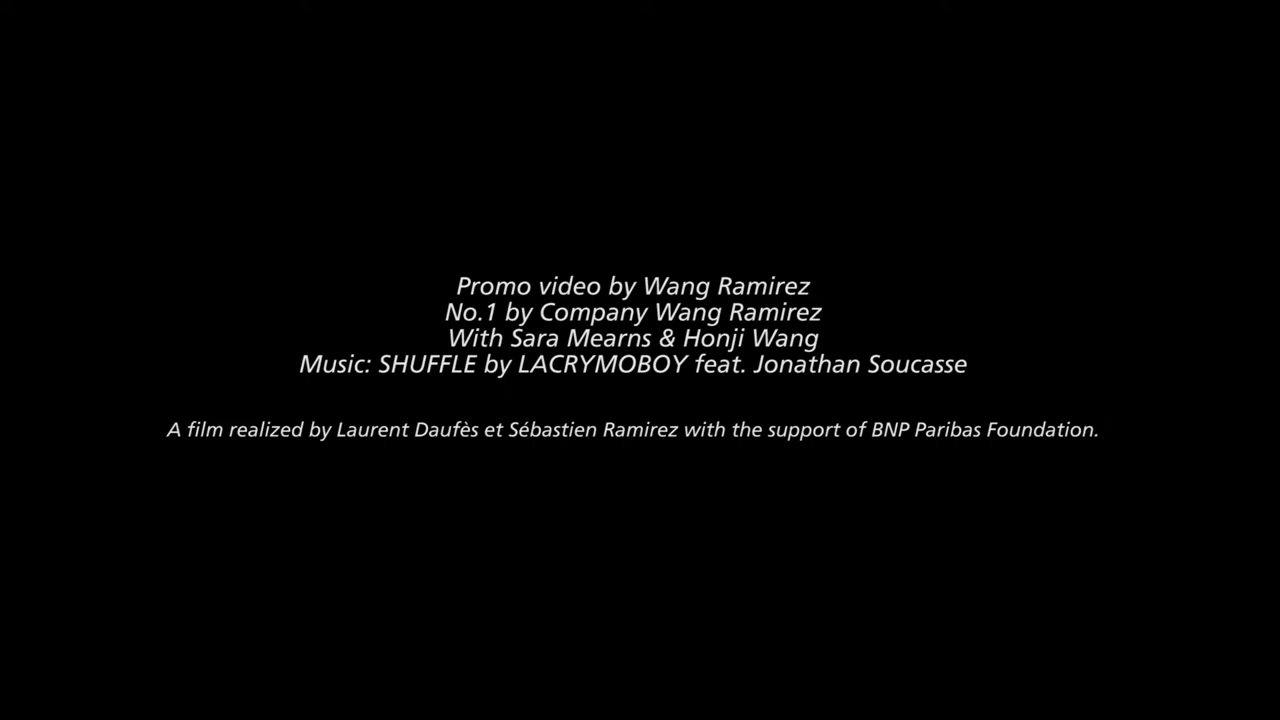 Promo video by Wang Ramirez
No.1 by Company Wang Ramirez
With Sara Mearns & Honji Wang
Music: SHUFFLE by LACRYMOBOY feat. Jonathan Soucasse
A film realized by Laurent Daufès et Sébastien Ramirez with the support of BNP Paribas Foundation.